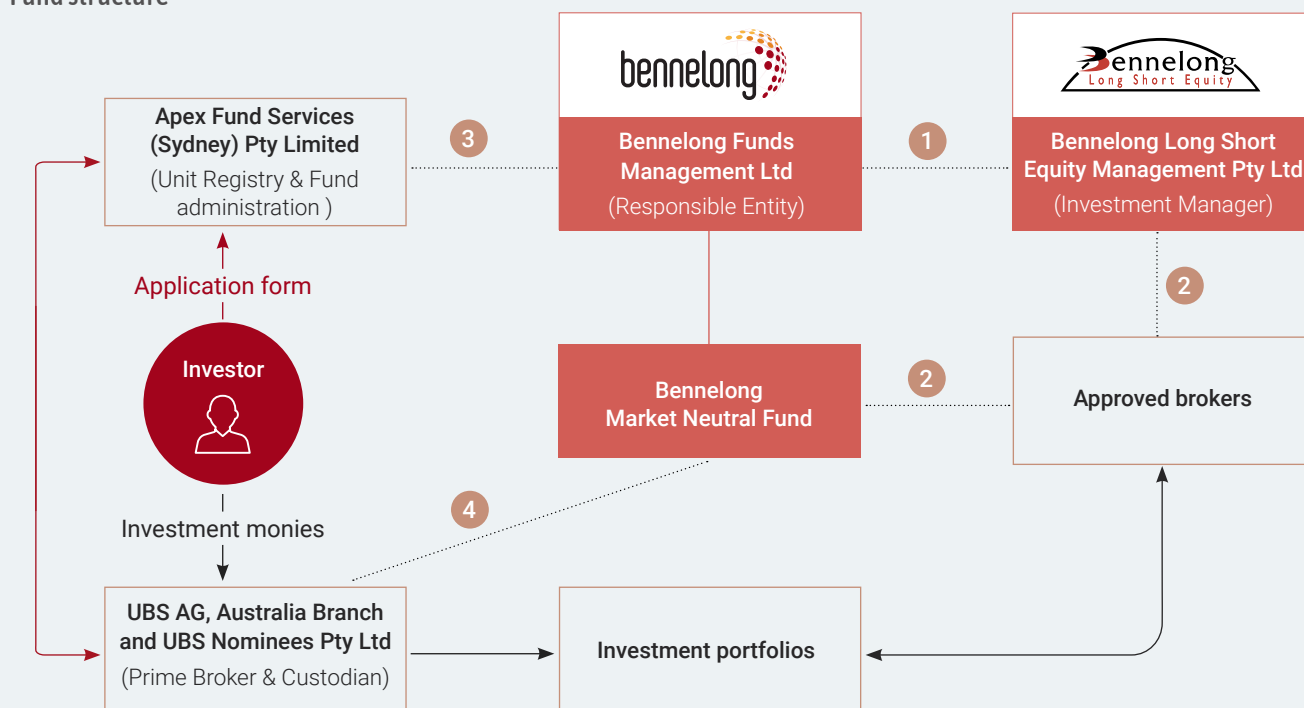 Fund structure
bennelong
Bennelong
Long Short Equity
Apex Fund Services
(Sydney) Pty Limited
(Unit Registry & Fund
administration )
3
Bennelong Funds
Management Ltd
(Responsible Entity)
1
Bennelong Long Short
Equity Management Pty Ltd
(Investment Manager)
Application form
2
Investor
Bennelong
Market Neutral Fund
2
Approved brokers
4
Investment monies
UBS AG, Australia Branch
and UBS Nominees Pty Ltd
(Prime Broker & Custodian)
Investment portfolios